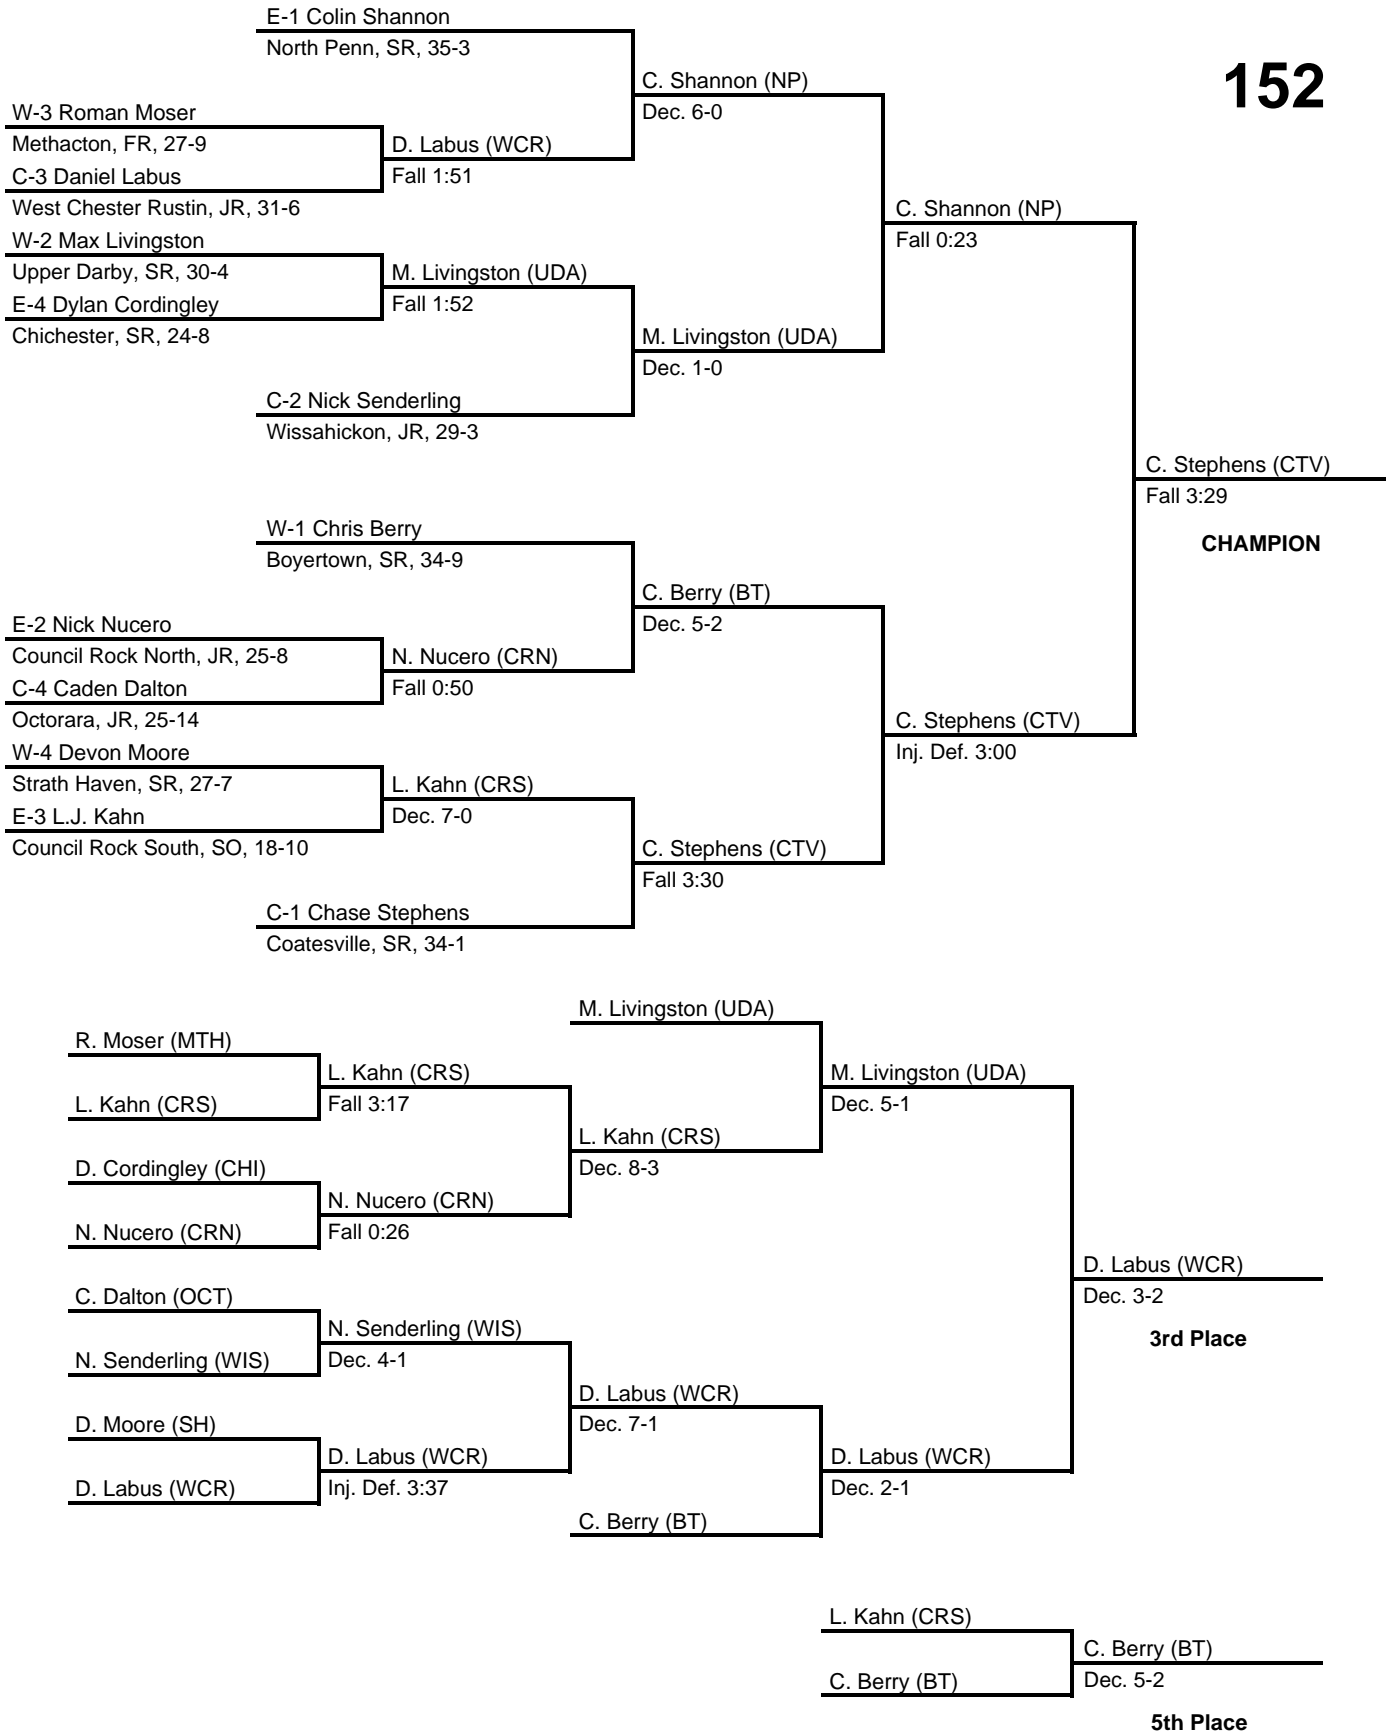 E-1 Colin Shannon
North Penn, SR, 35-3
152
C. Shannon (NP)
Dec. 6-0
W-3 Roman Moser
Methacton, FR, 27-9
D. Labus (WCR)
Fall 1:51
C-3 Daniel Labus
West Chester Rustin, JR, 31-6
C. Shannon (NP)
Fall 0:23
W-2 Max Livingston
Upper Darby, SR, 30-4
M. Livingston (UDA)
Fall 1:52
E-4 Dylan Cordingley
Chichester, SR, 24-8
M. Livingston (UDA)
Dec. 1-0
C-2 Nick Senderling
Wissahickon, JR, 29-3
C. Stephens (CTV)
Fall 3:29
CHAMPION
W-1 Chris Berry
Boyertown, SR, 34-9
C. Berry (BT)
Dec. 5-2
E-2 Nick Nucero
Council Rock North, JR, 25-8
N. Nucero (CRN)
Fall 0:50
C-4 Caden Dalton
Octorara, JR, 25-14
C. Stephens (CTV)
Inj. Def. 3:00
W-4 Devon Moore
Strath Haven, SR, 27-7
L. Kahn (CRS)
Dec. 7-0
E-3 L.J. Kahn
Council Rock South, SO, 18-10
C. Stephens (CTV)
Fall 3:30
C-1 Chase Stephens
Coatesville, SR, 34-1
M. Livingston (UDA)
R. Moser (MTH)
L. Kahn (CRS)
Fall 3:17
L. Kahn (CRS)
M. Livingston (UDA)
Dec. 5-1
L. Kahn (CRS)
Dec. 8-3
D. Cordingley (CHI)
N. Nucero (CRN)
Fall 0:26
N. Nucero (CRN)
D. Labus (WCR)
Dec. 3-2
3rd Place
C. Dalton (OCT)
N. Senderling (WIS)
Dec. 4-1
N. Senderling (WIS)
D. Labus (WCR)
Dec. 7-1
D. Moore (SH)
D. Labus (WCR)
Inj. Def. 3:37
D. Labus (WCR)
D. Labus (WCR)
Dec. 2-1
C. Berry (BT)
L. Kahn (CRS)
C. Berry (BT)
Dec. 5-2
C. Berry (BT)
5th Place